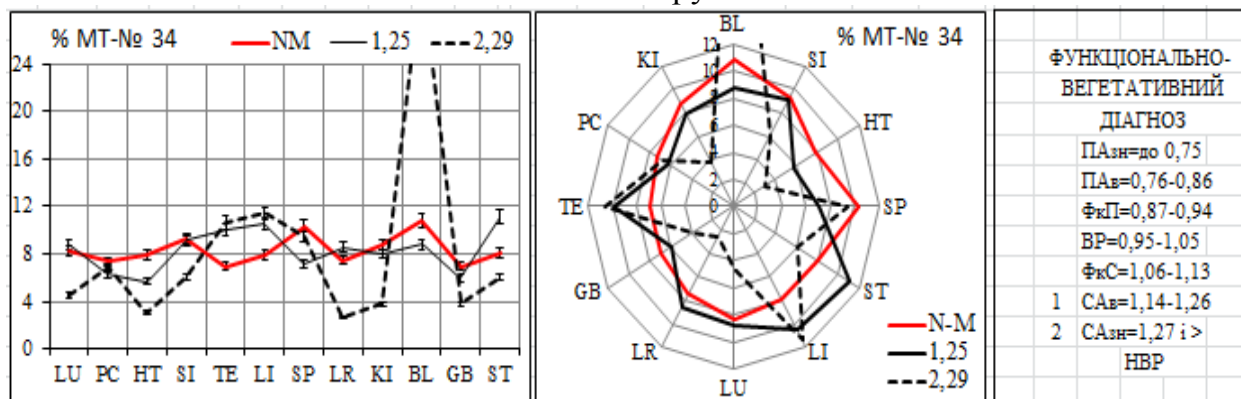 % МТ-№ 34 NM 1,25 2,29
24
20
16
12
8
4
0
LU PC HT SI TE LI SP LR KI BL GB ST
% МТ-№ 34
BL
SI
HT
SP
ST
LI
LU
LR
GB
TE
PC
KI
12
10
8
6
4
2
0
N-M
1,25
2,29
ФУНКЦІОНАЛЬНО-
ВЕГЕТАТИВНИЙ
ДІАГНОЗ
ПАзн=до 0,75
ПАв=0,76-0,86
ФкП=0,87-0,94
ВР=0,95-1,05
ФкС=1,06-1,13
1 САв=1,14-1,26
2 САзн=1,27 і >
НВР